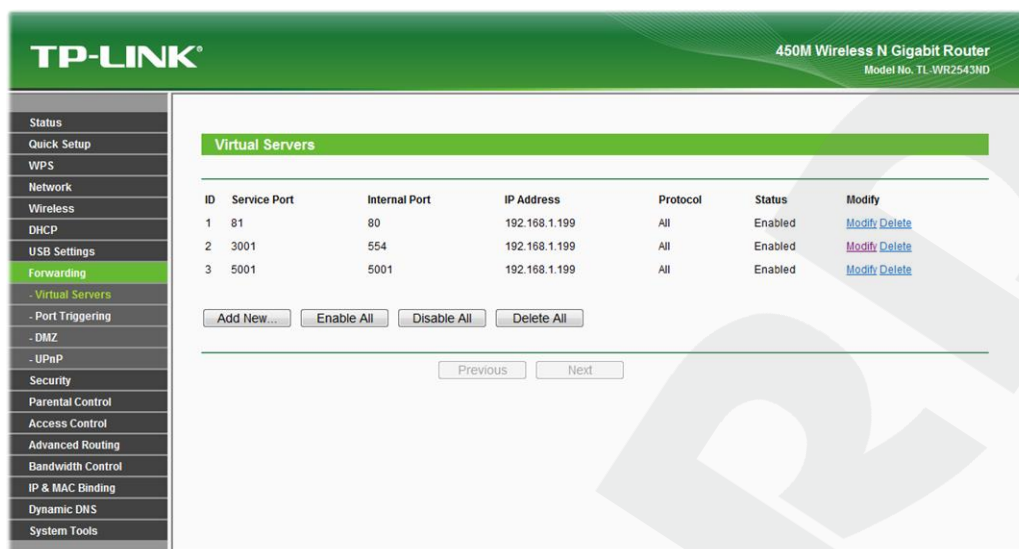 TP-LINK®
450M Wireless N Gigabit Router
Model No. TL-WR2543ND
Status
Quick Setup
WPS
Network
Wireless
DHCP
USB Settings
Forwarding
- Virtual Servers
- Port Triggering
- DMZ
- UPnP
Security
Parental Control
Access Control
Advanced Routing
Bandwidth Control
IP & MAC Binding
Dynamic DNS
System Tools
Virtual Servers
ID Service Port Internal Port IP Address Protocol Status Modify
1 81 80 192.168.1.199 All Enabled Modify Delete
2 3001 554 192.168.1.199 All Enabled Modify Delete
3 5001 5001 192.168.1.199 All Enabled Modify Delete
Add New... Enable All Disable All Delete All
Previous Next